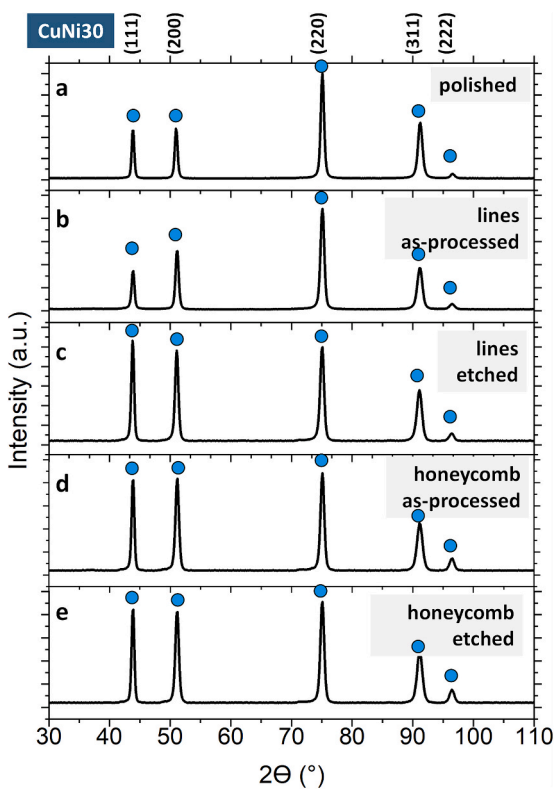 CuNi30
(111)
(200)
(220)
(311)
(222)
a
polished
b
lines
as-processed
c
lines
etched
d
honeycomb
as-processed
e
honeycomb
etched
Intensity (a.u.)
30 40 50 60 70 80 90 100 110
2Θ (°)